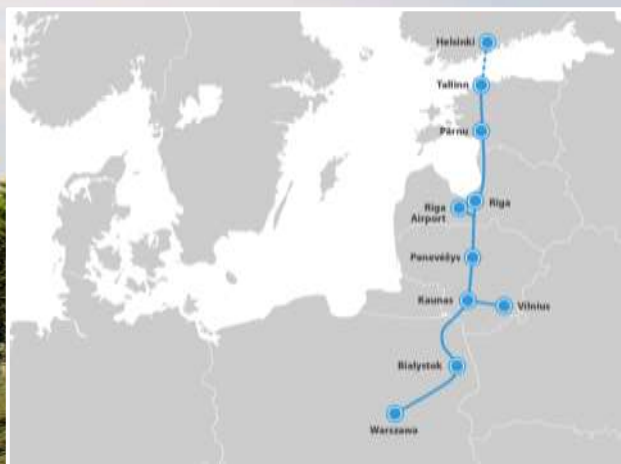 Helsinki
Tallinn
Pärnu
Riga
Riga
Airport
Panevėžys
Kaunas
Vilnius
Białystok
Warszawa